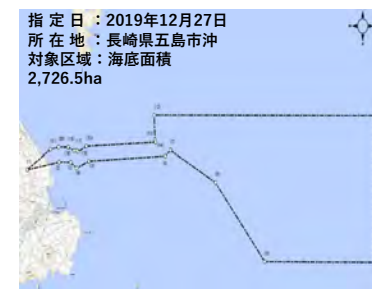 指 定 日 ：2019年12月27日
所 在 地 ：長崎県五島市沖
対象区域：海底面積
2,726.5ha